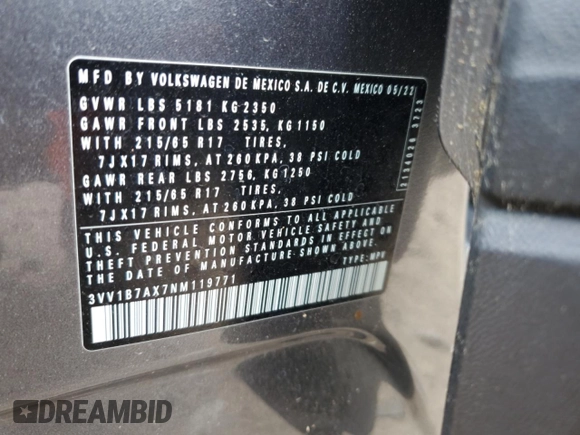 MFD BY VOLKSWAGEN DE MEXICO S.A. DE C.V. MEXICO 05/22
GVWR LBS 5181 KG 2350
GAWR FRONT LBS 2535, KG 1150
WITH 215/65 R17 TIRES,
7JX17 RIMS, AT 260 KPA, 38 PSI COLD
GAWR REAR LBS 2756, KG 1250
WITH 215/65 R17 TIRES,
7JX17 RIMS, AT 260 KPA, 38 PSI COLD
THIS VEHICLE CONFORMS TO ALL APPLICABLE
U.S. FEDERAL MOTOR VEHICLE SAFETY AND
THEFT PREVENTION STANDARDS IN EFFECT ON
THE DATE OF MANUFACTURE SHOWN ABOVE.
3VV1B7AX7NM119771 TYPE: MPV
DREAMBID